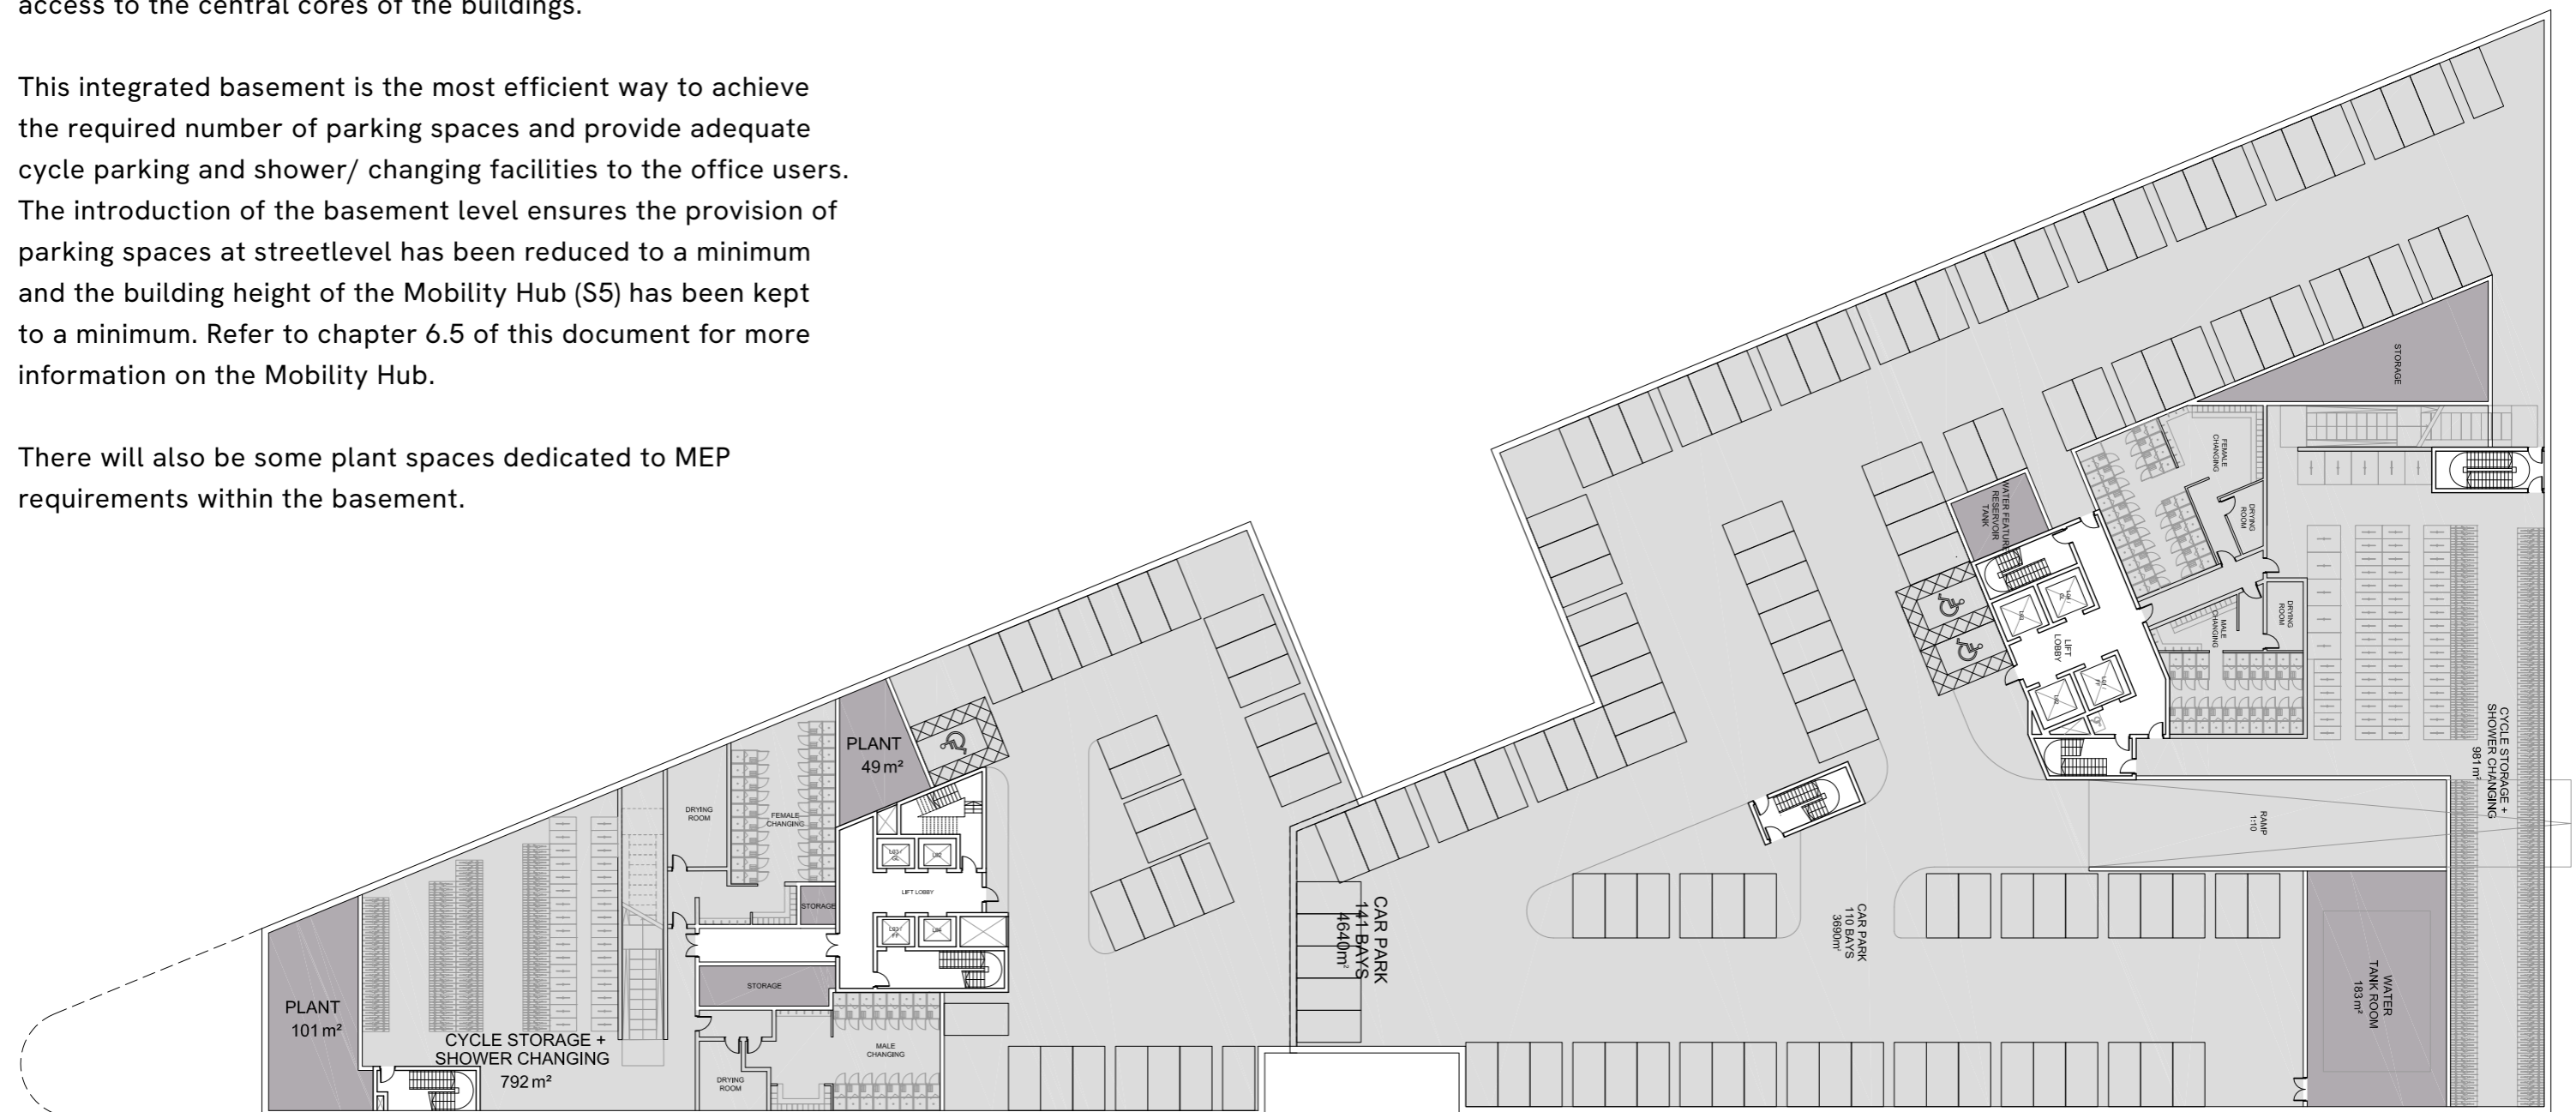 access to the central cores of the buildings.
This integrated basement is the most efficient way to achieve
the required number of parking spaces and provide adequate
cycle parking and shower/ changing facilities to the office users.
The introduction of the basement level ensures the provision of
parking spaces at streetlevel has been reduced to a minimum
and the building height of the Mobility Hub (S5) has been kept
to a minimum. Refer to chapter 6.5 of this document for more
information on the Mobility Hub.
There will also be some plant spaces dedicated to MEP
requirements within the basement.
STORAGE
FEMALE
CHANGING
DRYING
ROOM
WATER FEATURE
RESERVOIR
TANK
DRYING
ROOM
MALE
CHANGING
LIFT
LOBBY
CYCLE STORAGE +
SHOWER CHANGING
981 m²
RAMP
1:10
PLANT
49 m²
DRYING
ROOM
FEMALE
CHANGING
LIFT LOBBY
STORAGE
STORAGE
CAR PARK
141 BAYS
4640m²
CAR PARK
110 BAYS
3690m²
WATER
TANK ROOM
183m²
PLANT
101 m²
CYCLE STORAGE +
SHOWER CHANGING
792 m²
MALE
CHANGING
DRYING
ROOM